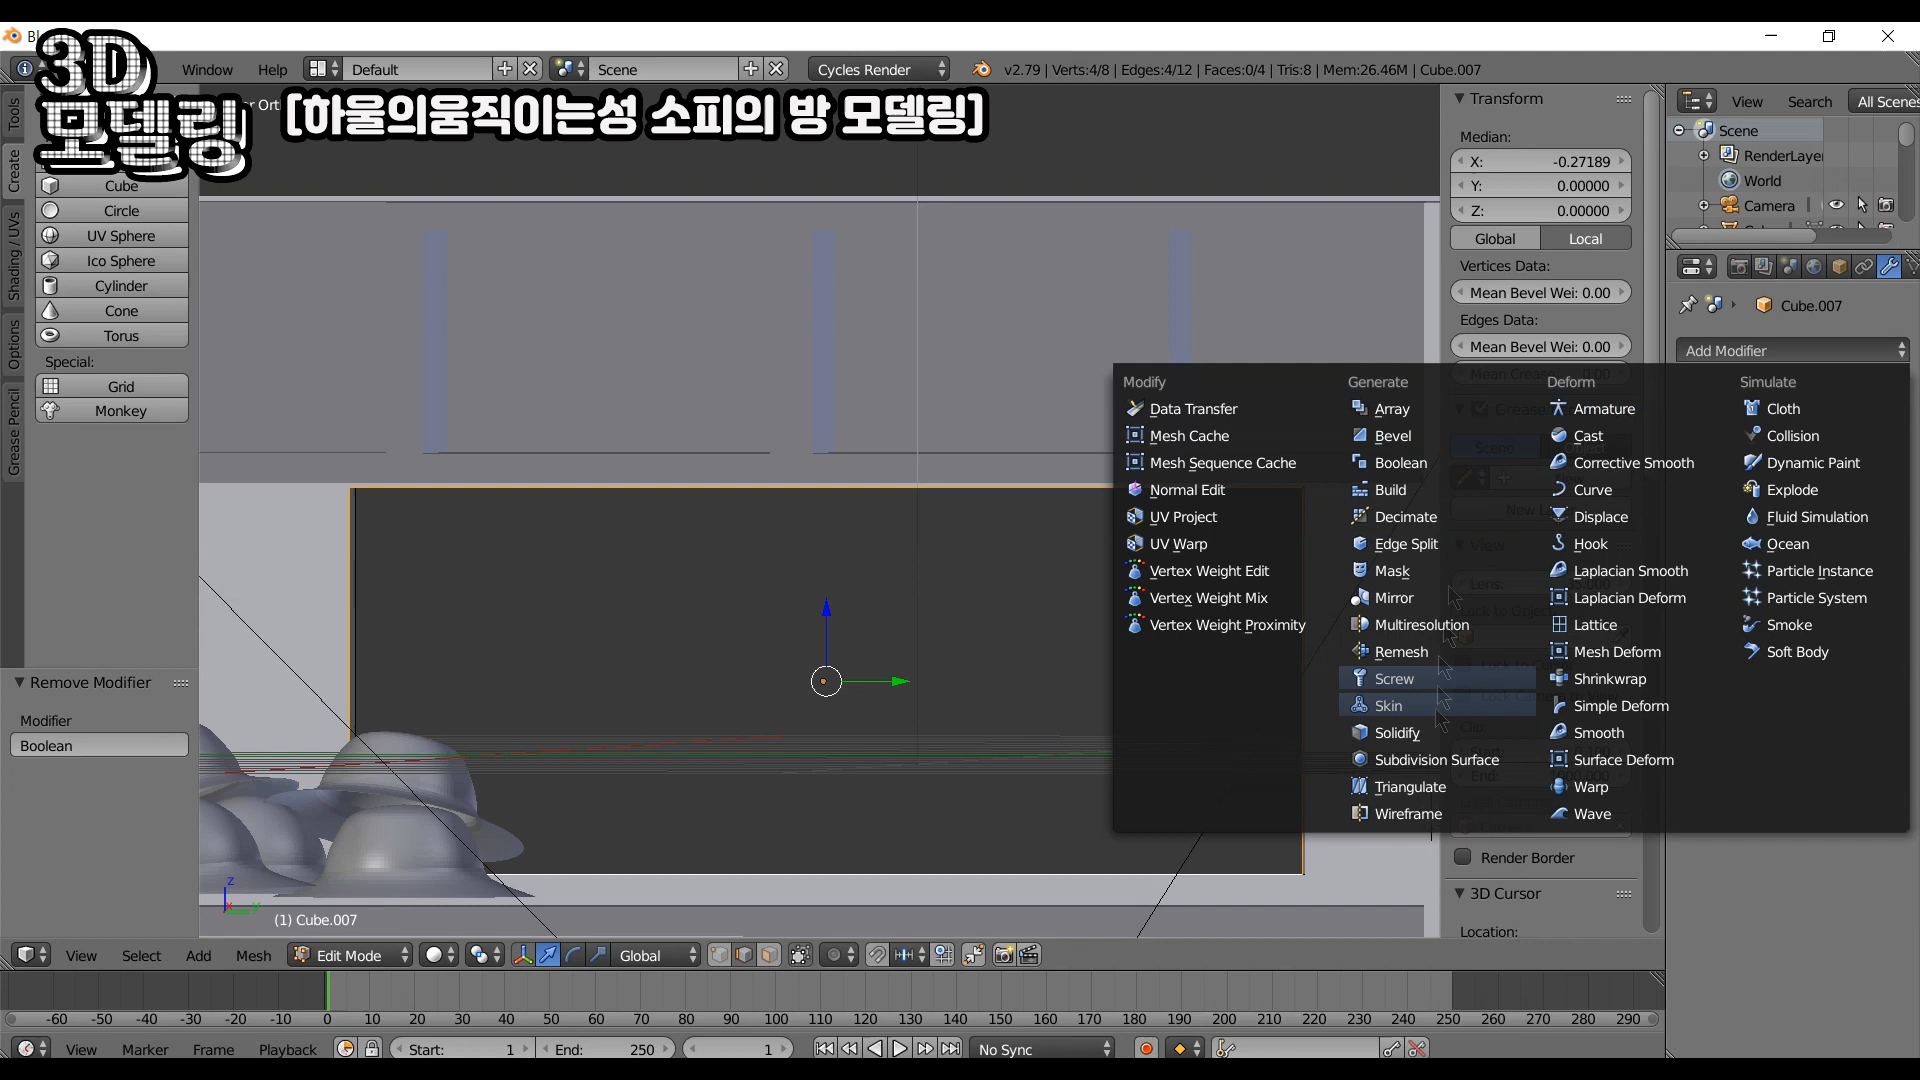 3D
모델링
[하울의움직이는성 소피의 방 모델링]
Bl
Window
Help
Default
Scene
Cycles Render
v2.79 | Verts:4/8 | Edges:4/12 | Faces:0/4 | Tris:8 | Mem:26.46M | Cube.007
Tools
Create
Shading / UVs
Options
Grease Pencil
Cube
Circle
UV Sphere
Ico Sphere
Cylinder
Cone
Torus
Special:
Grid
Monkey
Remove Modifier
Modifier
Boolean
(1) Cube.007
Transform
Median:
X: -0.27189
Y: 0.00000
Z: 0.00000
Global
Local
Vertices Data:
Mean Bevel Wei: 0.00
Edges Data:
Mean Bevel Wei: 0.00
View
Search
All Scenes
Scene
RenderLayer
World
Camera
Cube.007
Add Modifier
Modify
Data Transfer
Mesh Cache
Mesh Sequence Cache
Normal Edit
UV Project
UV Warp
Vertex Weight Edit
Vertex Weight Mix
Vertex Weight Proximity
Generate
Array
Bevel
Boolean
Build
Decimate
Edge Split
Mask
Mirror
Multiresolution
Remesh
Screw
Skin
Solidify
Subdivision Surface
Triangulate
Wireframe
Deform
Armature
Cast
Corrective Smooth
Curve
Displace
Hook
Laplacian Smooth
Laplacian Deform
Lattice
Mesh Deform
Shrinkwrap
Simple Deform
Smooth
Surface Deform
Warp
Wave
Simulate
Cloth
Collision
Dynamic Paint
Explode
Fluid Simulation
Ocean
Particle Instance
Particle System
Smoke
Soft Body
Render Border
3D Cursor
Location:
View
Select
Add
Mesh
Edit Mode
Global
-60 -50 -40 -30 -20 -10 0 10 20 30 40 50 60 70 80 90 100 110 120 130 140 150 160 170 180 190 200 210 220 230 240 250 260 270 280 290
View
Marker
Frame
Playback
Start: 1
End: 250
1
No Sync